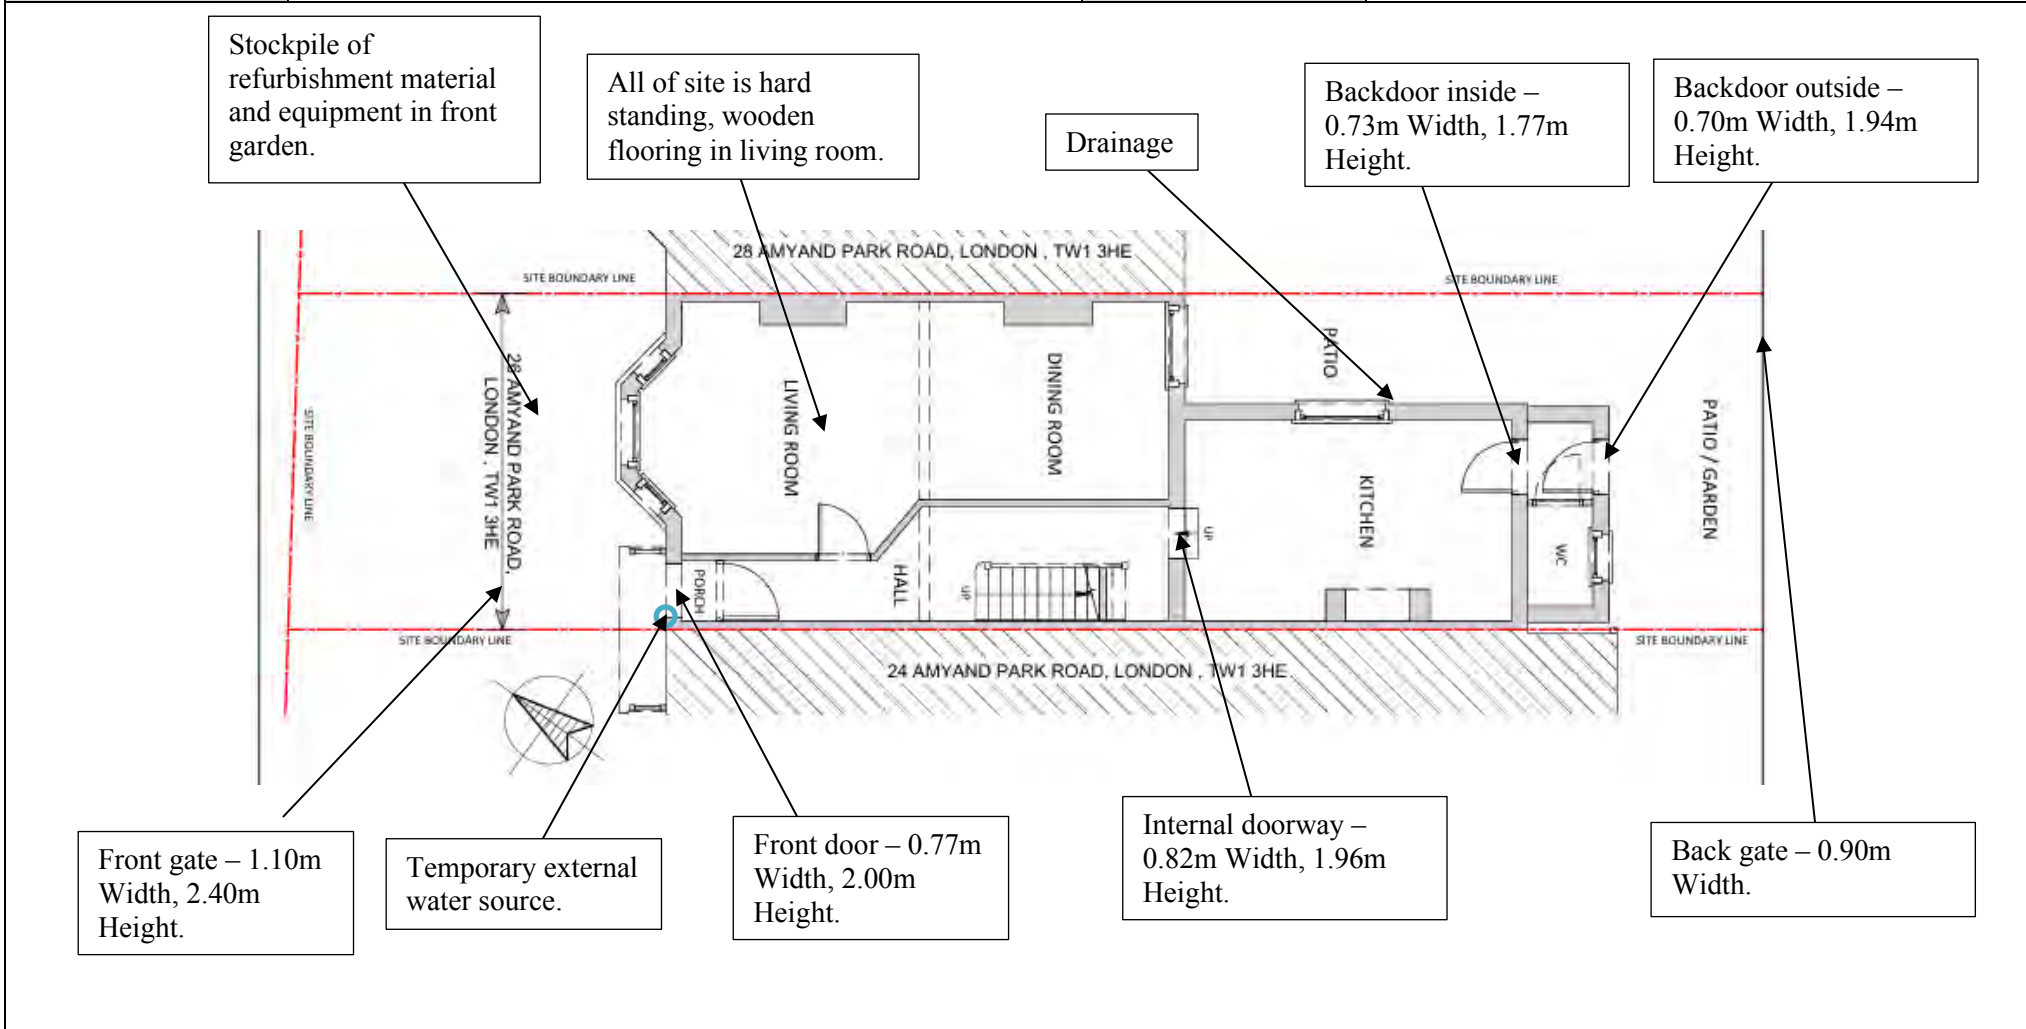 Stockpile of
refurbishment material
and equipment in front
garden.
All of site is hard
standing, wooden
flooring in living room.
Drainage
Backdoor inside –
0.73m Width, 1.77m
Height.
Backdoor outside –
0.70m Width, 1.94m
Height.
28 AMYAND PARK ROAD, LONDON , TW1 3HE
SITE BOUNDARY LINE
SITE BOUNDARY LINE
SITE BOUNDARY LINE
26 AMYAND PARK ROAD,
LONDON , TW1 3HE
LIVING ROOM
DINING ROOM
PATIO
KITCHEN
PATIO / GARDEN
WC
UP
UP
HALL
PORCH
SITE BOUNDARY LINE
SITE BOUNDARY LINE
24 AMYAND PARK ROAD, LONDON , TW1 3HE
Front gate – 1.10m
Width, 2.40m
Height.
Temporary external
water source.
Front door – 0.77m
Width, 2.00m
Height.
Internal doorway –
0.82m Width, 1.96m
Height.
Back gate – 0.90m
Width.